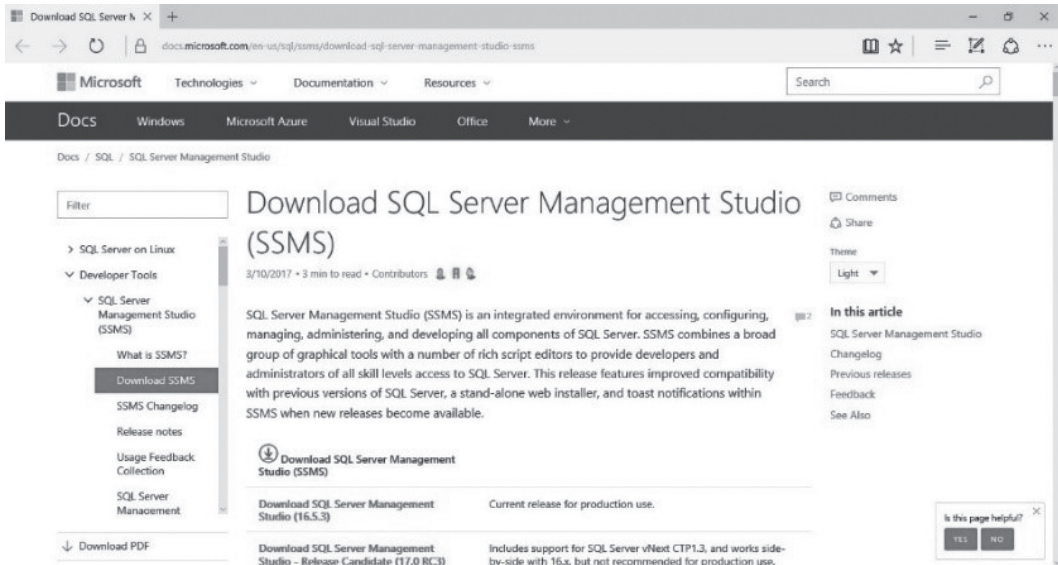 Download SQL Server M
docs.microsoft.com/en-us/sql/ssms/download-sql-server-management-studio-ssms
Microsoft
Technologies
Documentation
Resources
Search
Docs
Windows
Microsoft Azure
Visual Studio
Office
More
Docs / SQL / SQL Server Management Studio
Filter
> SQL Server on Linux
Developer Tools
SQL Server
Management Studio
(SSMS)
What is SSMS?
Download SSMS
SSMS Changelog
Release notes
Usage Feedback
Collection
SQL Server
Management
Download PDF
Download SQL Server Management Studio
(SSMS)
3/10/2017 • 3 min to read • Contributors
SQL Server Management Studio (SSMS) is an integrated environment for accessing, configuring,
managing, administering, and developing all components of SQL Server. SSMS combines a broad
group of graphical tools with a number of rich script editors to provide developers and
administrators of all skill levels access to SQL Server. This release features improved compatibility
with previous versions of SQL Server, a stand-alone web installer, and toast notifications within
SSMS when new releases become available.
2
Download SQL Server Management
Studio (SSMS)
Download SQL Server Management
Studio (16.5.3)
Current release for production use.
Download SQL Server Management
Studio - Release Candidate (17.0 RC3)
Includes support for SQL Server vNext CTP1.3, and works side-
by-side with 16.x, but not recommended for production use.
Comments
Share
Theme
Light
In this article
SQL Server Management Studio
Changelog
Previous releases
Feedback
See Also
Is this page helpful?
YES
NO